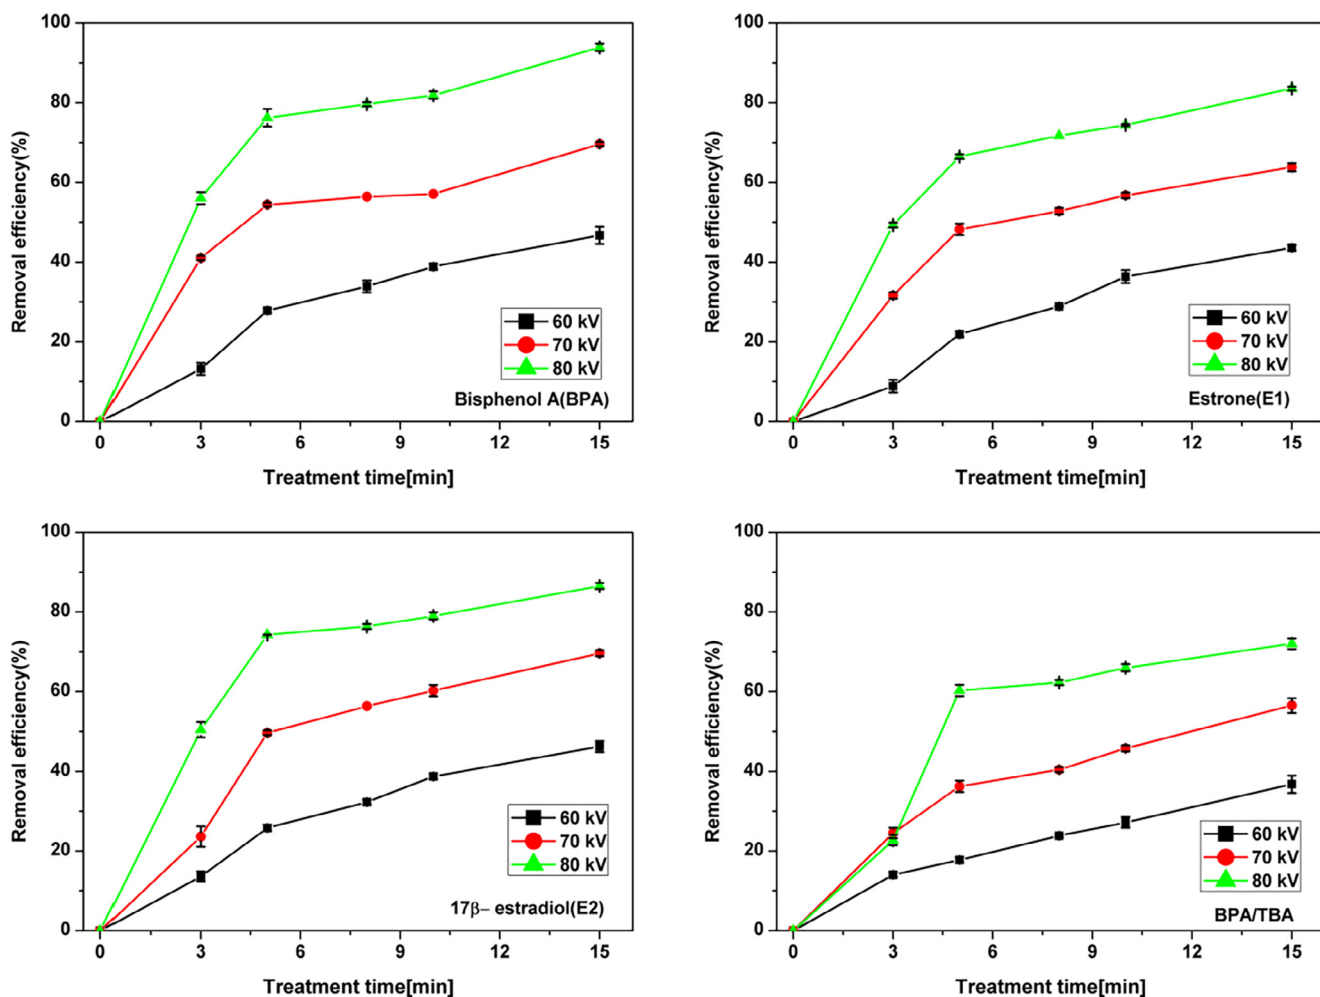 100
80
60
40
20
0
Removal efficiency(%)
60 kV
70 kV
80 kV
Bisphenol A(BPA)
0 3 6 9 12 15
Treatment time[min]
100
80
60
40
20
0
Removal efficiency(%)
60 kV
70 kV
80 kV
Estrone(E1)
0 3 6 9 12 15
Treatment time[min]
100
80
60
40
20
0
Removal efficiency(%)
60 kV
70 kV
80 kV
17β– estradiol(E2)
0 3 6 9 12 15
Treatment time[min]
100
80
60
40
20
0
Removal efficiency(%)
60 kV
70 kV
80 kV
BPA/TBA
0 3 6 9 12 15
Treatment time[min]